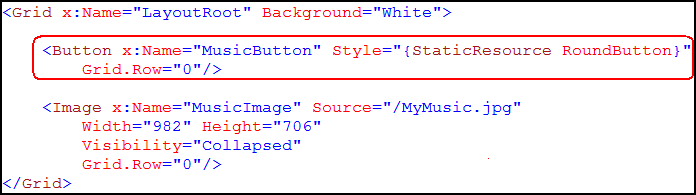 <Grid x:Name="LayoutRoot" Background="White">
<Button x:Name="MusicButton" Style="{StaticResource RoundButton}"
Grid.Row="0"/>
<Image x:Name="MusicImage" Source="/MyMusic.jpg"
Width="982" Height="706"
Visibility="Collapsed"
Grid.Row="0"/>
</Grid>